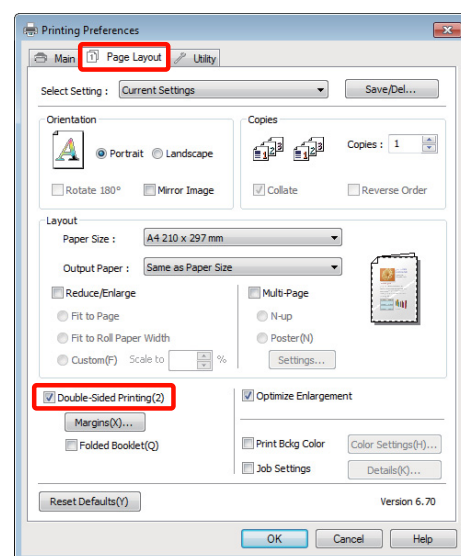 Printing Preferences
Main Page Layout Utility
Select Setting : Current Settings Save/Del...
Orientation
Portrait Landscape
Rotate 180° Mirror Image
Copies
Copies : 1
Collate Reverse Order
Layout
Paper Size : A4 210 x 297 mm
Output Paper : Same as Paper Size
Reduce/Enlarge
Fit to Page
Fit to Roll Paper Width
Custom(F) Scale to %
Multi-Page
N-up
Poster(N)
Settings...
Double-Sided Printing(2)
Margins(X)...
Folded Booklet(Q)
Optimize Enlargement
Print Bckg Color Color Settings(H)...
Job Settings Details(K)...
Reset Defaults(Y) Version 6.70
OK Cancel Help